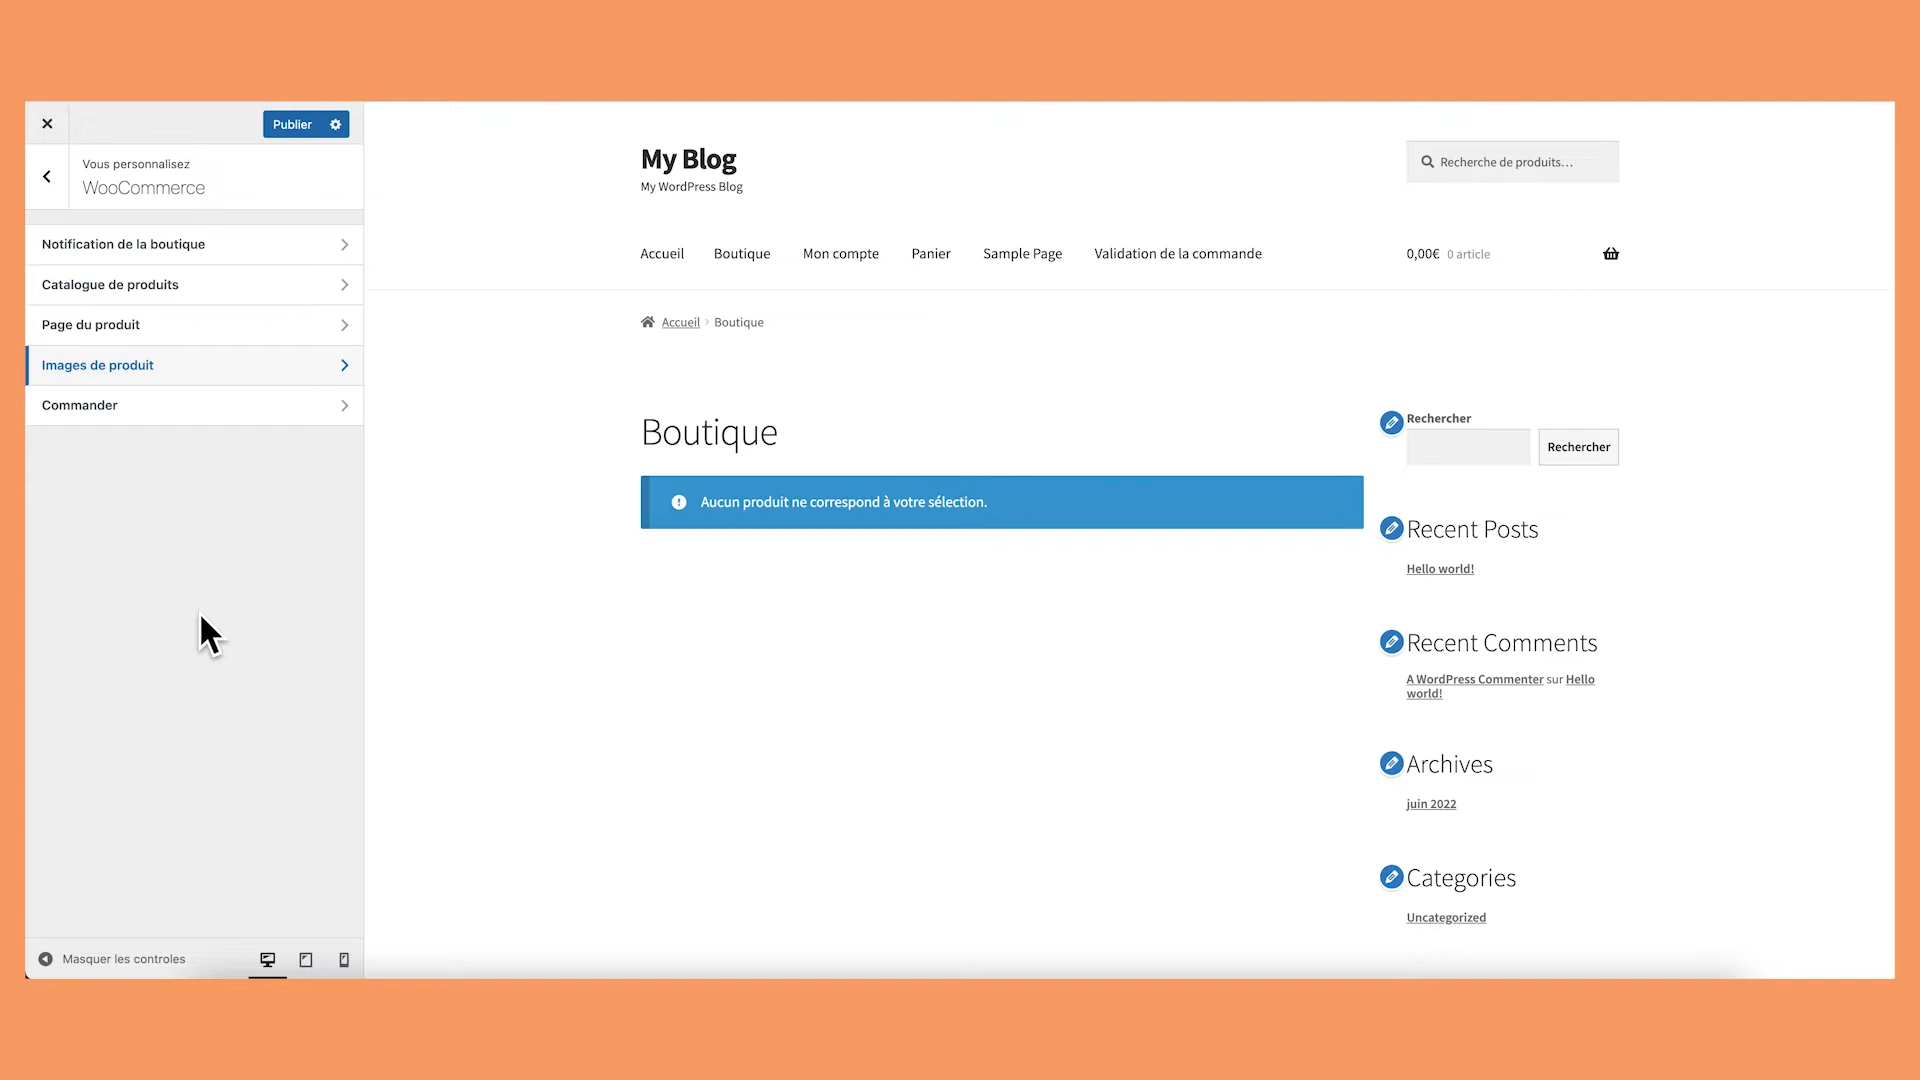 Publier
Vous personnalisez
WooCommerce
Notification de la boutique
Catalogue de produits
Page du produit
Images de produit
Commander
Masquer les controles
My Blog
My WordPress Blog
Recherche de produits…
Accueil Boutique Mon compte Panier Sample Page Validation de la commande
0,00€ 0 article
Accueil Boutique
Boutique
Aucun produit ne correspond à votre sélection.
Rechercher
Rechercher
Recent Posts
Hello world!
Recent Comments
A WordPress Commenter sur Hello
world!
Archives
juin 2022
Categories
Uncategorized